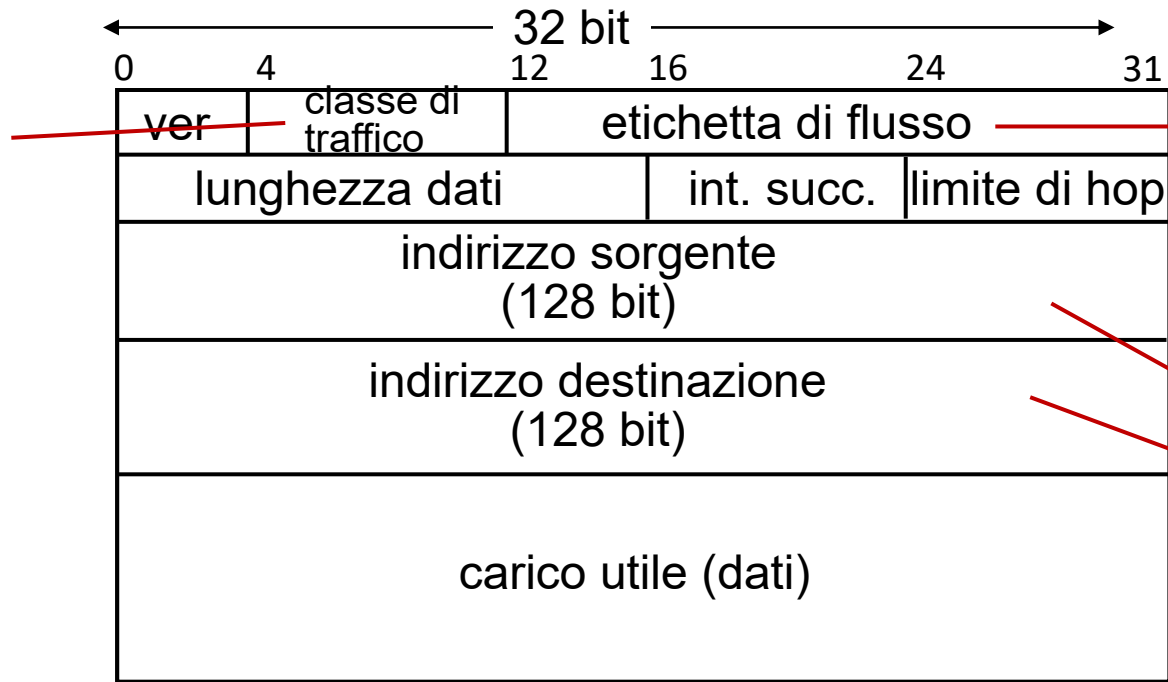 32 bit
0 4 12 16 24 31
ver classe di traffico etichetta di flusso
lunghezza dati int. succ. limite di hop
indirizzo sorgente
(128 bit)
indirizzo destinazione
(128 bit)
carico utile (dati)